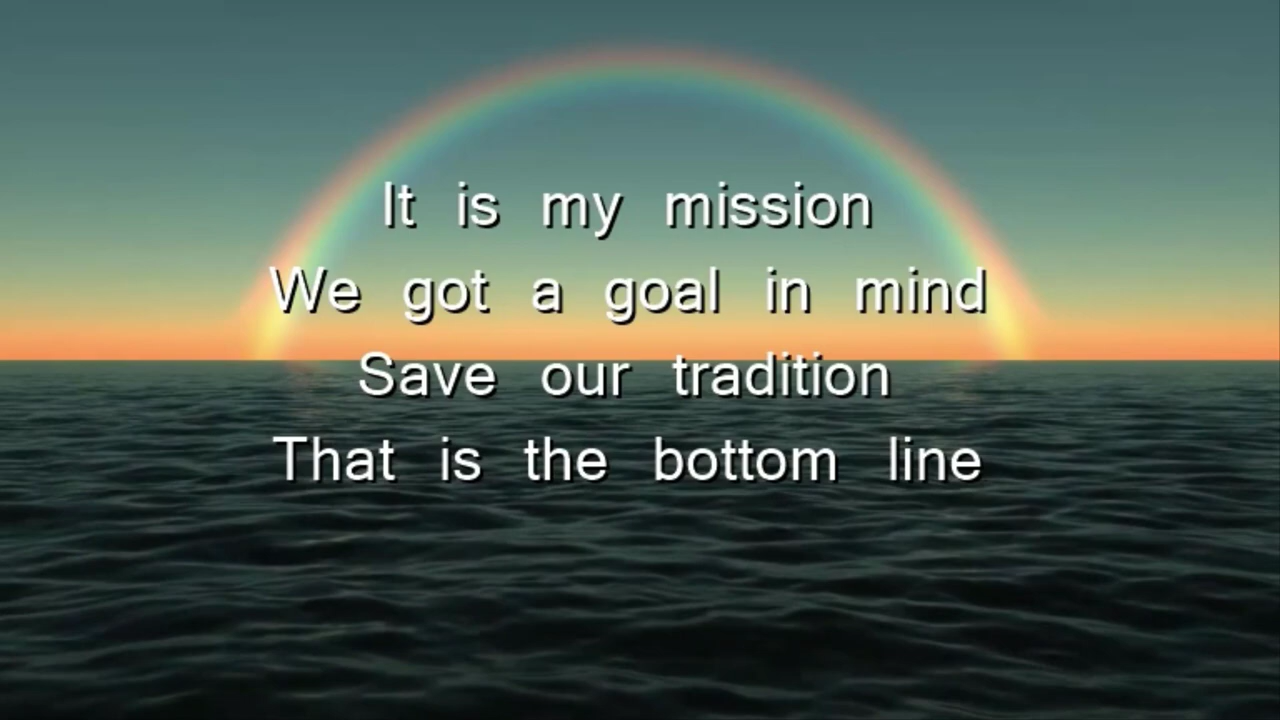 It is my mission
We got a goal in mind
Save our tradition
That is the bottom line